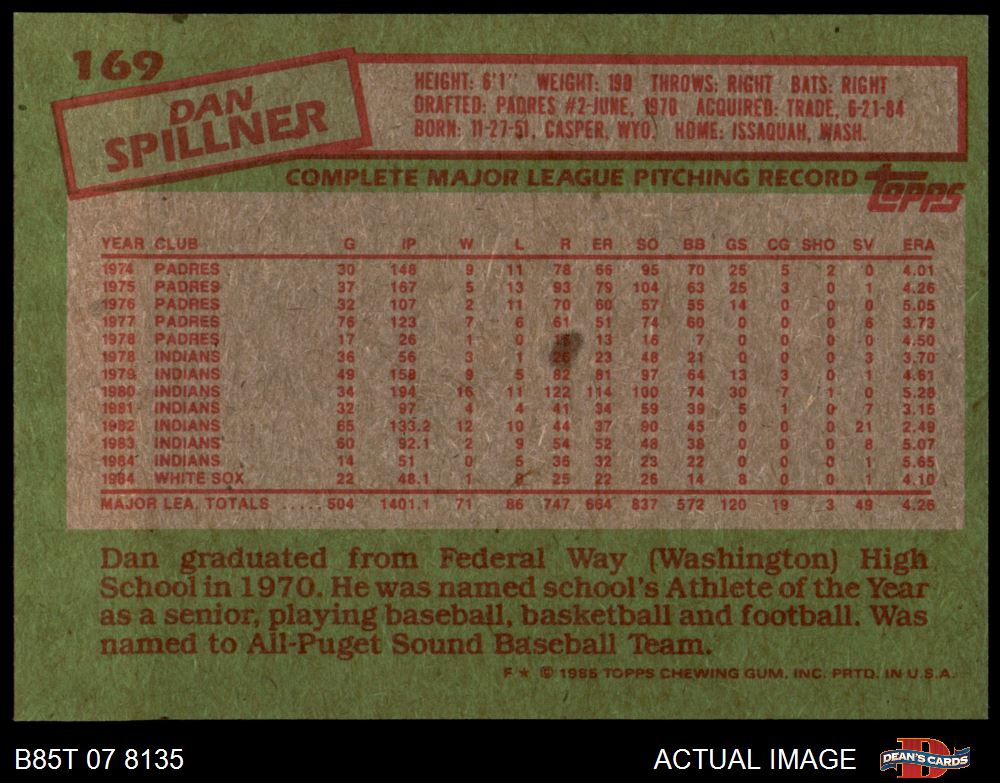 169
DAN
SPILLNER
HEIGHT: 6'1" WEIGHT: 190 THROWS: RIGHT BATS: RIGHT
DRAFTED: PADRES #2-JUNE, 1970 ACQUIRED: TRADE, 6-21-84
BORN: 11-27-51, CASPER, WYO. HOME: ISSAQUAH, WASH.
COMPLETE MAJOR LEAGUE PITCHING RECORD Topps
YEAR CLUB G IP W L R ER SO BB GS CG SHO SV ERA
1974 PADRES 30 148 9 11 78 66 95 70 25 5 2 0 4.01
1975 PADRES 37 167 5 13 93 79 104 63 25 3 0 1 4.26
1976 PADRES 32 107 2 11 70 60 57 55 14 0 0 0 5.05
1977 PADRES 76 123 7 6 61 51 74 60 0 0 0 6 3.73
1978 PADRES 17 26 1 0 13 16 7 0 0 0 0 4.50
1978 INDIANS 36 56 3 1 26 23 48 21 0 0 0 3 3.70
1979 INDIANS 49 158 9 5 82 81 97 64 13 3 0 1 4.61
1980 INDIANS 34 194 16 11 122 114 100 74 30 7 1 0 5.28
1981 INDIANS 32 97 4 4 41 34 59 39 5 1 0 7 3.15
1982 INDIANS 65 133.2 12 10 44 37 90 45 0 0 0 21 2.49
1983 INDIANS 60 92.1 2 9 54 52 48 38 0 0 0 8 5.07
1984 INDIANS 14 51 0 5 36 32 23 22 8 0 0 1 5.65
1984 WHITE SOX 22 48.1 1 0 25 22 26 14 0 0 0 1 4.10
MAJOR LEA. TOTALS ..... 504 1401.1 71 86 747 664 837 572 120 19 3 49 4.26
Dan graduated from Federal Way (Washington) High
School in 1970. He was named school's Athlete of the Year
as a senior, playing baseball, basketball and football. Was
named to All-Puget Sound Baseball Team.
F ★ © 1985 TOPPS CHEWING GUM, INC. PRTD. IN U.S.A.
B85T 07 8135 ACTUAL IMAGE DEAN'S CARDS